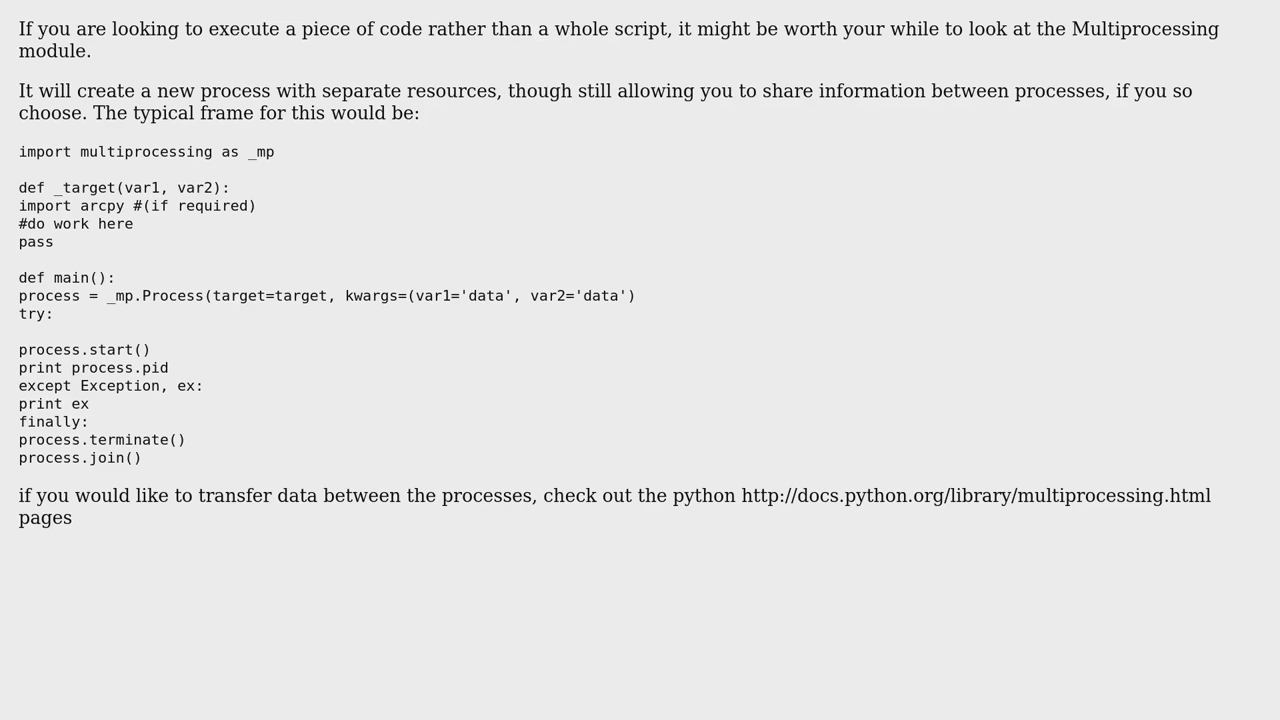 If you are looking to execute a piece of code rather than a whole script, it might be worth your while to look at the Multiprocessing
module.
It will create a new process with separate resources, though still allowing you to share information between processes, if you so
choose. The typical frame for this would be:
import multiprocessing as _mp
def _target(var1, var2):
import arcpy #(if required)
#do work here
pass
def main():
process = _mp.Process(target=target, kwargs=(var1='data', var2='data')
try:
process.start()
print process.pid
except Exception, ex:
print ex
finally:
process.terminate()
process.join()
if you would like to transfer data between the processes, check out the python http://docs.python.org/library/multiprocessing.html
pages